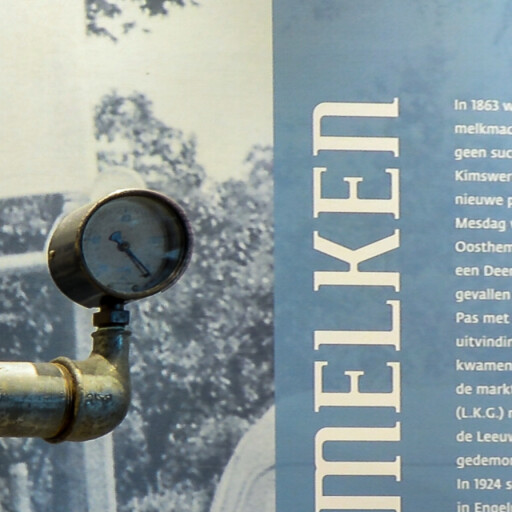 MELKEN
In 1863 w
melkmac
geen suc
Kimswer
nieuwe p
Mesdag
Oosthem
een Deen
gevallen
Pas met
uitvindin
kwamen
de markt
(L.K.G.)
de Leeuw
gedemon
In 1924 s
in Engel